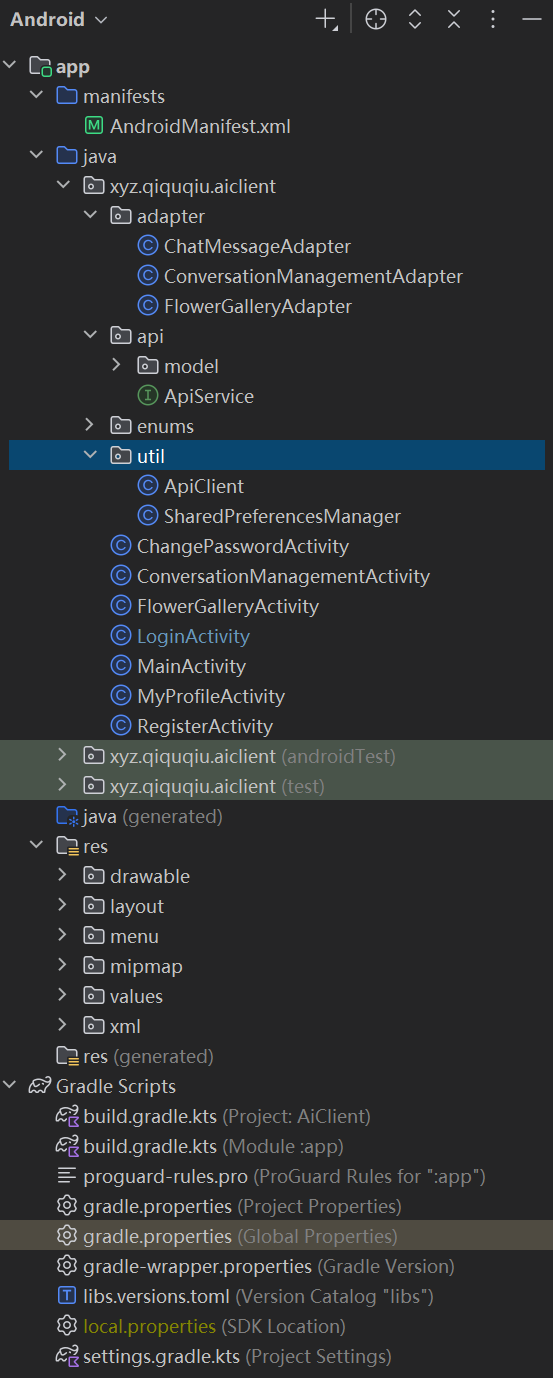 Android
app
manifests
AndroidManifest.xml
java
xyz.qiquqiu.aiclient
adapter
ChatMessageAdapter
ConversationManagementAdapter
FlowerGalleryAdapter
api
model
ApiService
enums
util
ApiClient
SharedPreferencesManager
ChangePasswordActivity
ConversationManagementActivity
FlowerGalleryActivity
LoginActivity
MainActivity
MyProfileActivity
RegisterActivity
xyz.qiquqiu.aiclient (androidTest)
xyz.qiquqiu.aiclient (test)
java (generated)
res
drawable
layout
menu
mipmap
values
xml
res (generated)
Gradle Scripts
build.gradle.kts (Project: AiClient)
build.gradle.kts (Module :app)
proguard-rules.pro (ProGuard Rules for ":app")
gradle.properties (Project Properties)
gradle.properties (Global Properties)
gradle-wrapper.properties (Gradle Version)
libs.versions.toml (Version Catalog "libs")
local.properties (SDK Location)
settings.gradle.kts (Project Settings)